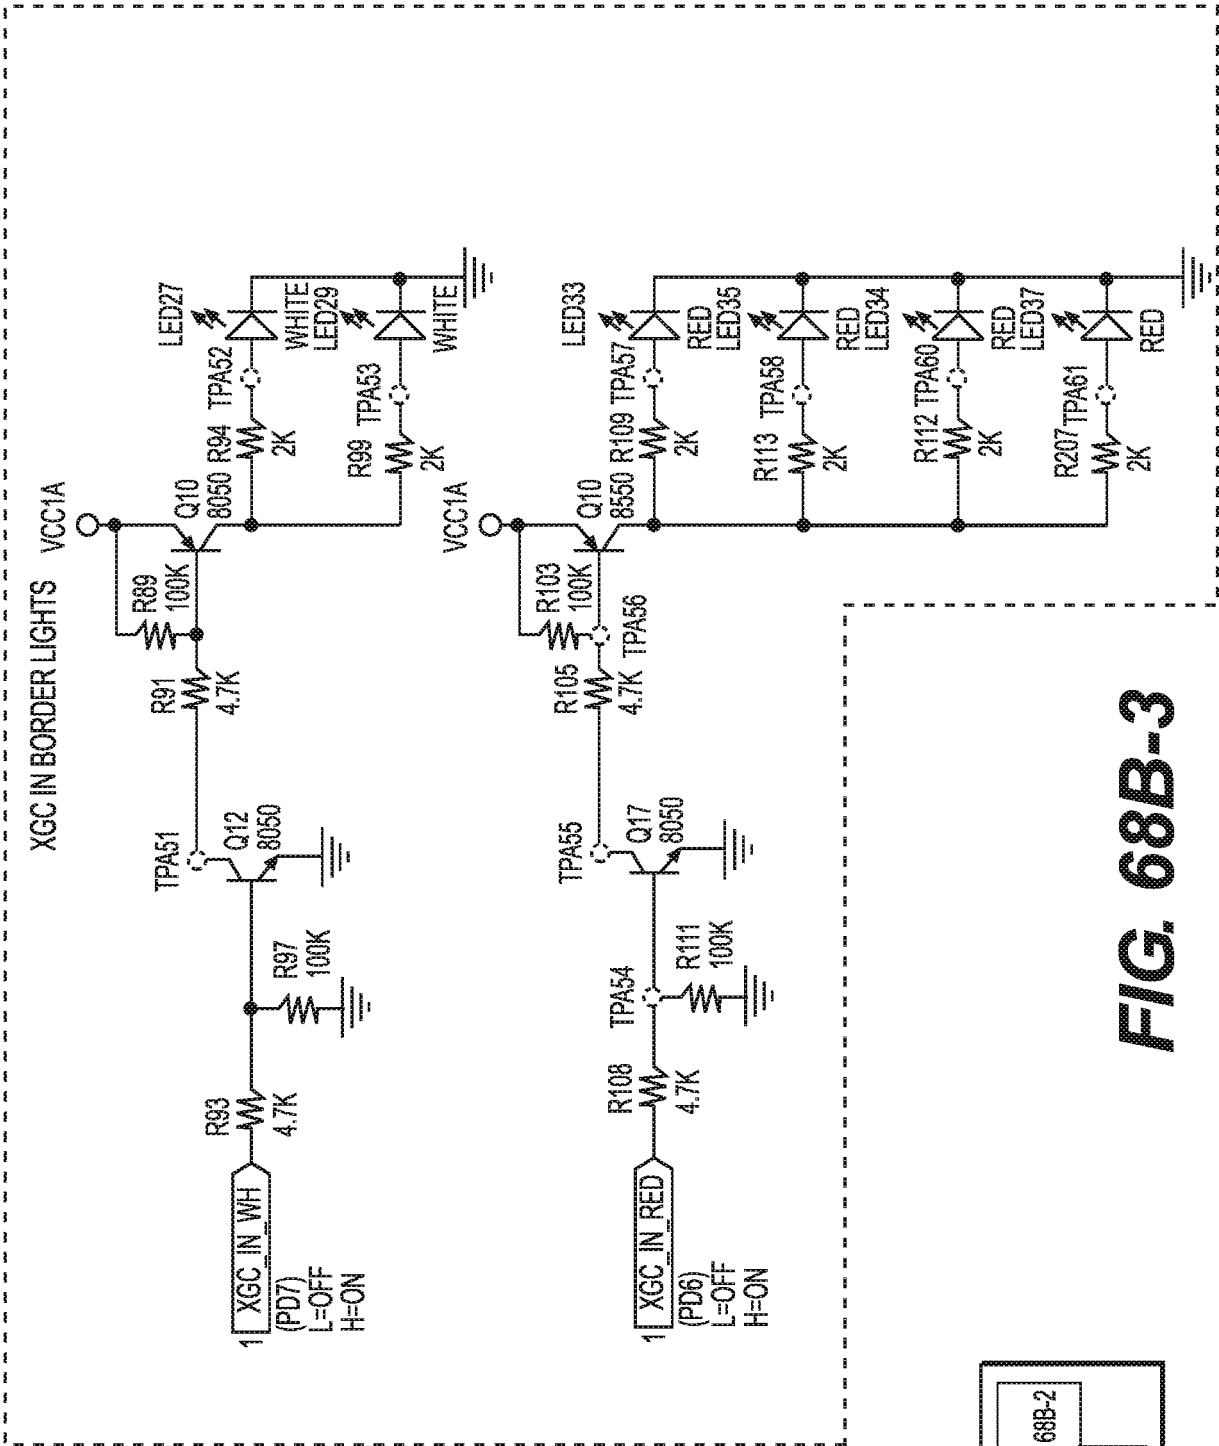 XGC IN BORDER LIGHTS
1
XGC_IN_WH
(PD7)
L=OFF
H=ON
R93
4.7K
R97
100K
TPA51
Q12
8050
R91
4.7K
R89
100K
VCC1A
Q10
8050
R94
2K
TPA52
LED27
WHITE
R99
2K
TPA53
LED29
WHITE
1
XGC_IN_RED
(PD6)
L=OFF
H=ON
R108
4.7K
TPA54
R111
100K
TPA55
Q17
8050
R105
4.7K
TPA56
R103
100K
VCC1A
Q10
8550
R109
2K
TPA57
LED33
RED
R113
2K
TPA58
LED35
RED
R112
2K
TPA60
LED34
RED
R207
2K
TPA61
LED37
RED
68B-2
FIG. 68B-3